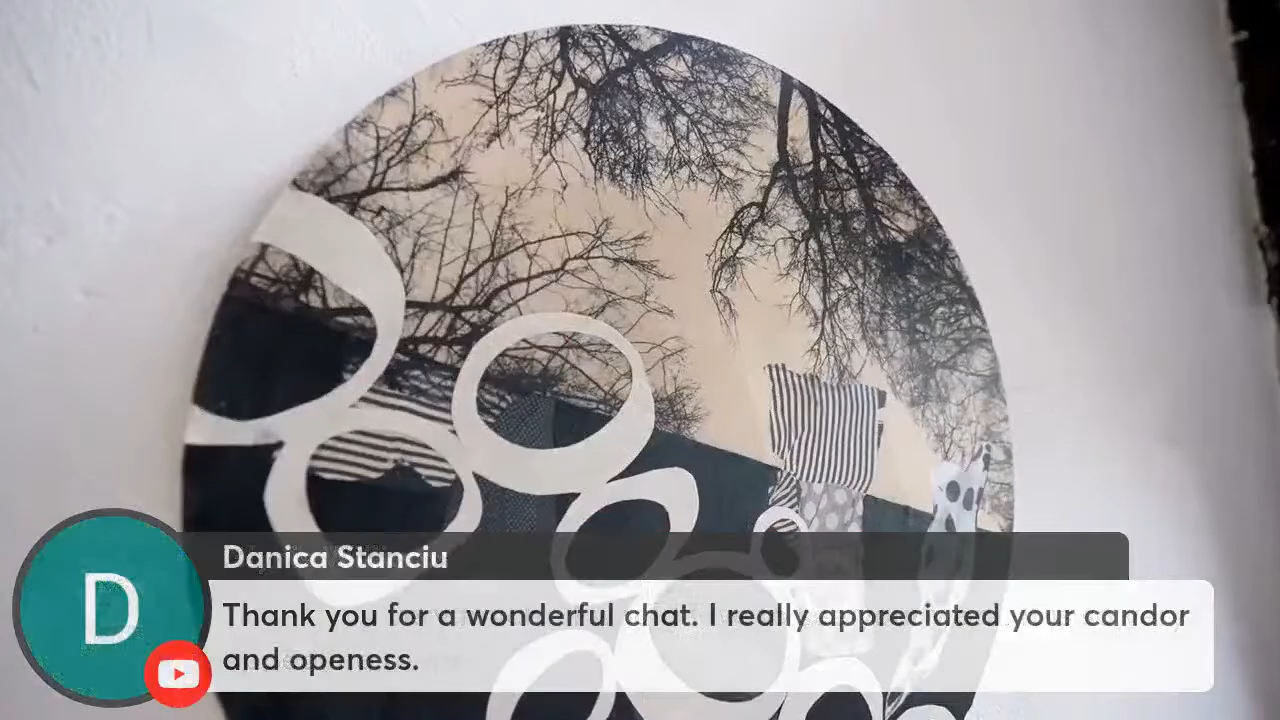 Danica Stanciu
D
Thank you for a wonderful chat. I really appreciated your candor
and openess.